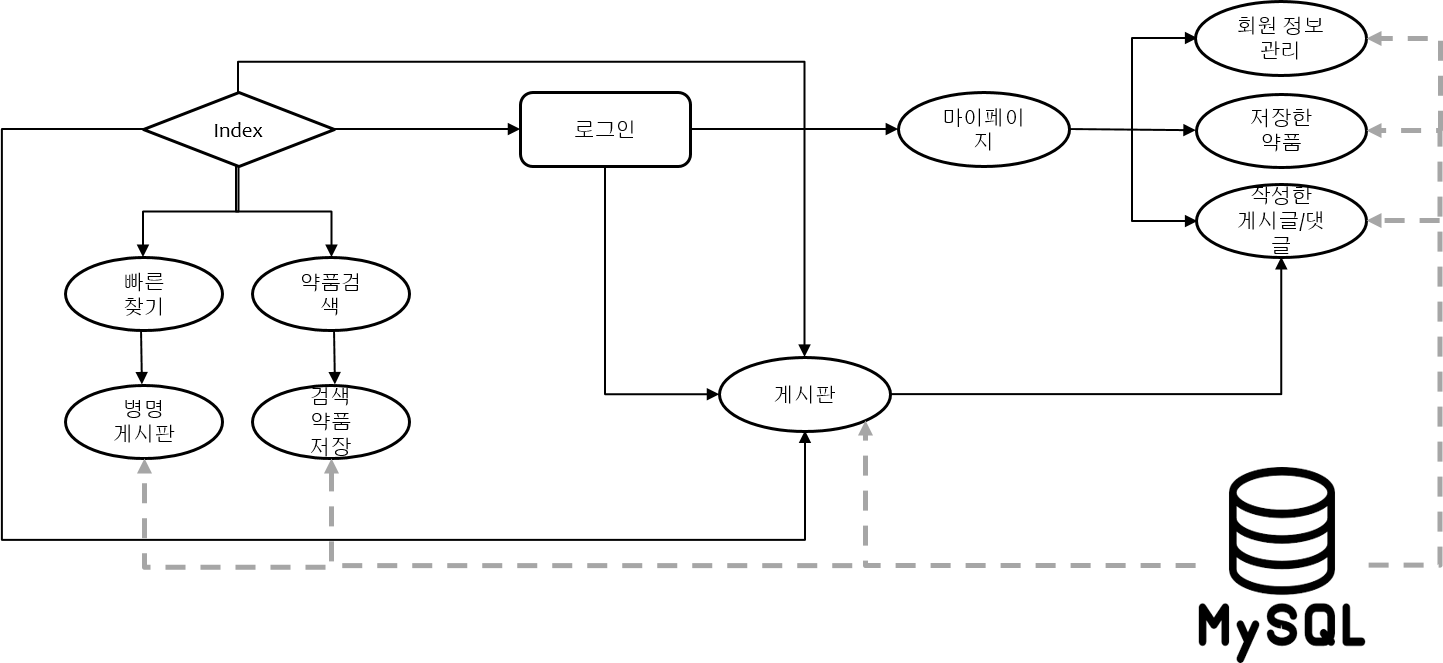 회원 정보
관리
Index
로그인
마이페이
지
저장한
약품
작성한
게시글/댓
글
빠른
찾기
약품검
색
병명
게시판
검색
약품
저장
게시판
MySQL